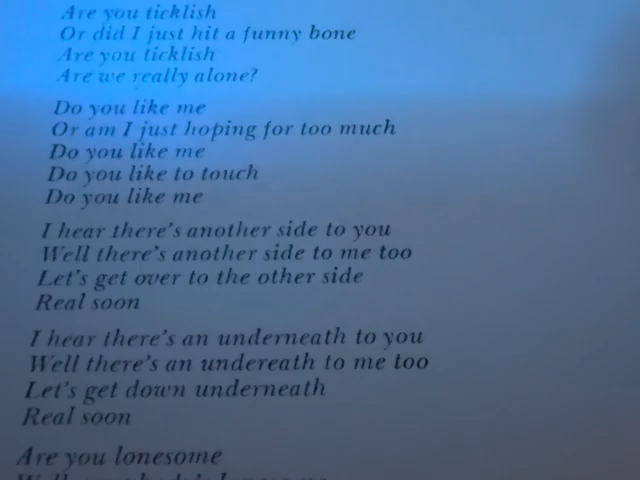 Are you ticklish
Or did I just hit a funny bone
Are you ticklish
Are we really alone?
Do you like me
Or am I just hoping for too much
Do you like me
Do you like to touch
Do you like me
I hear there's another side to you
Well there's another side to me too
Let's get over to the other side
Real soon
I hear there's an underneath to you
Well there's an undereath to me too
Let's get down underneath
Real soon
Are you lonesome